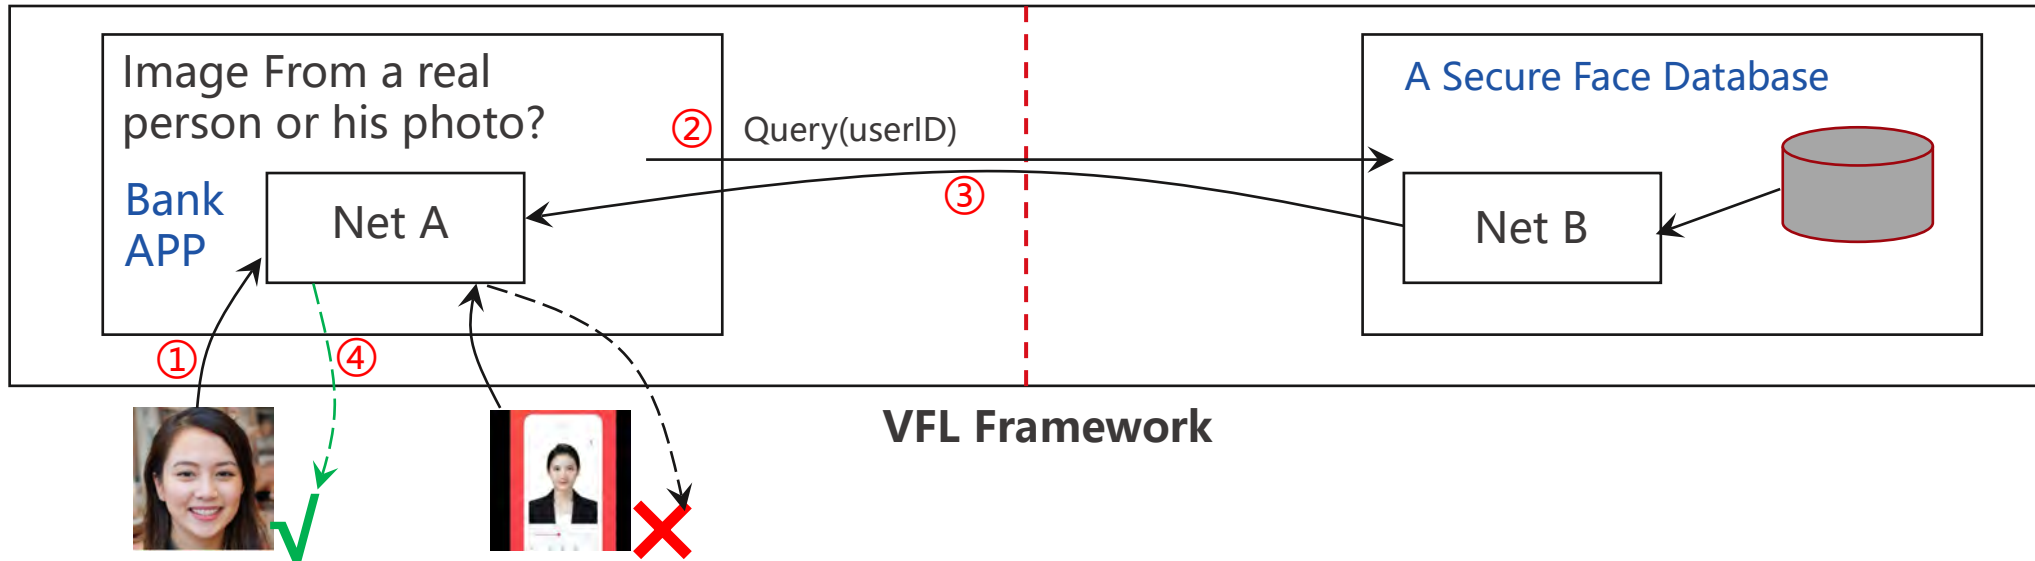 Image From a real
person or his photo?
Bank
APP
Net A
② Query(userID)
③
A Secure Face Database
Net B
①
④
VFL Framework
√